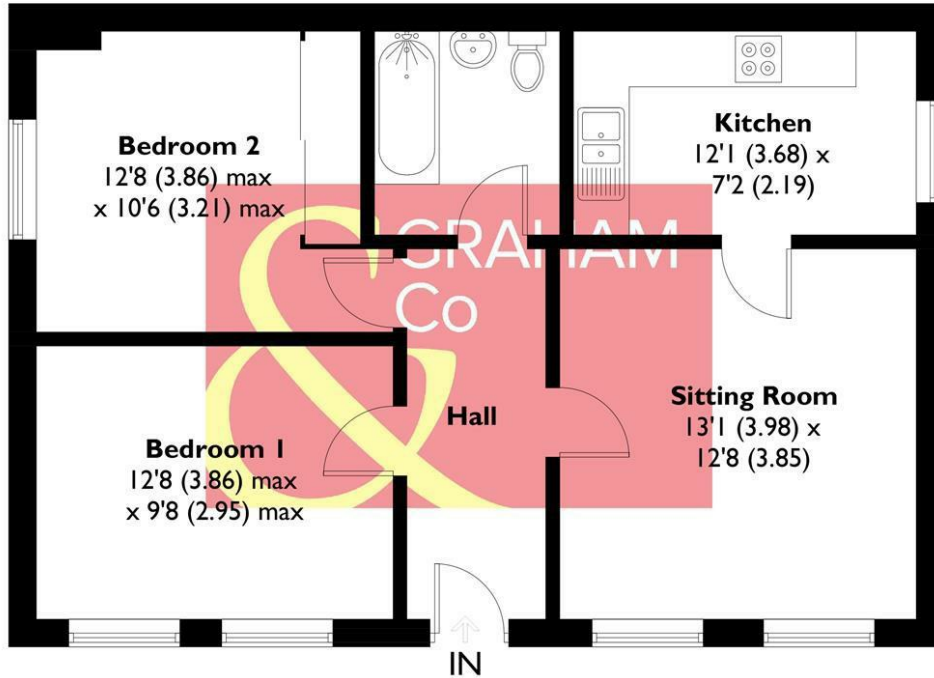 Bedroom 2
12'8 (3.86) max
x 10'6 (3.21) max
Kitchen
12'1 (3.68) x
7'2 (2.19)
& GRAHAM
Co
Hall
Sitting Room
13'1 (3.98) x
12'8 (3.85)
Bedroom 1
12'8 (3.86) max
x 9'8 (2.95) max
IN